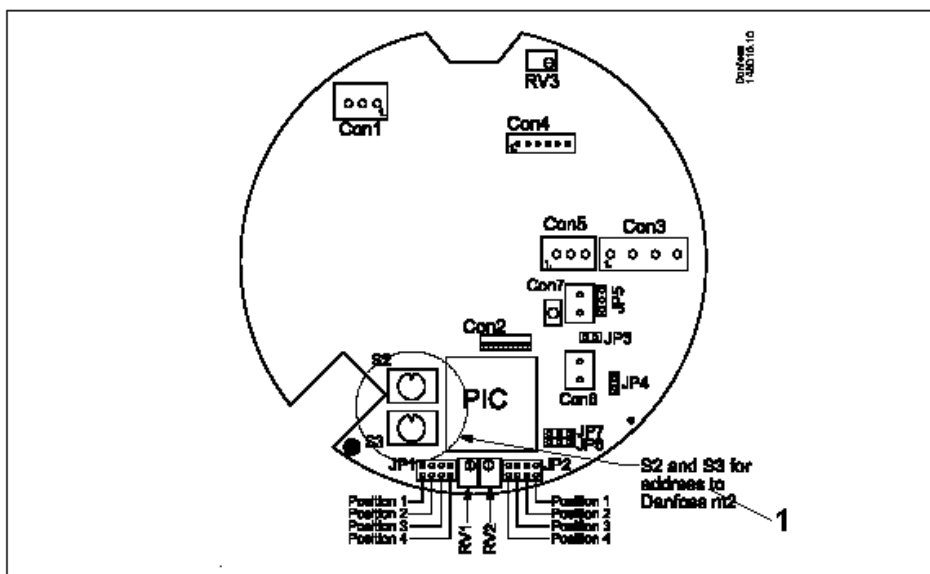 Danfoss
148H10.10
RV3
Con1
Con4
Con5
Con3
Con7
JP5
Con2
JP3
S2
PIC
JP4
Con8
S3
JP7
JP6
JP1
JP2
S2 and S3 for
address to
Danfoss m2
1
Position 1
Position 2
Position 3
Position 4
RV1
RV2
Position 1
Position 2
Position 3
Position 4